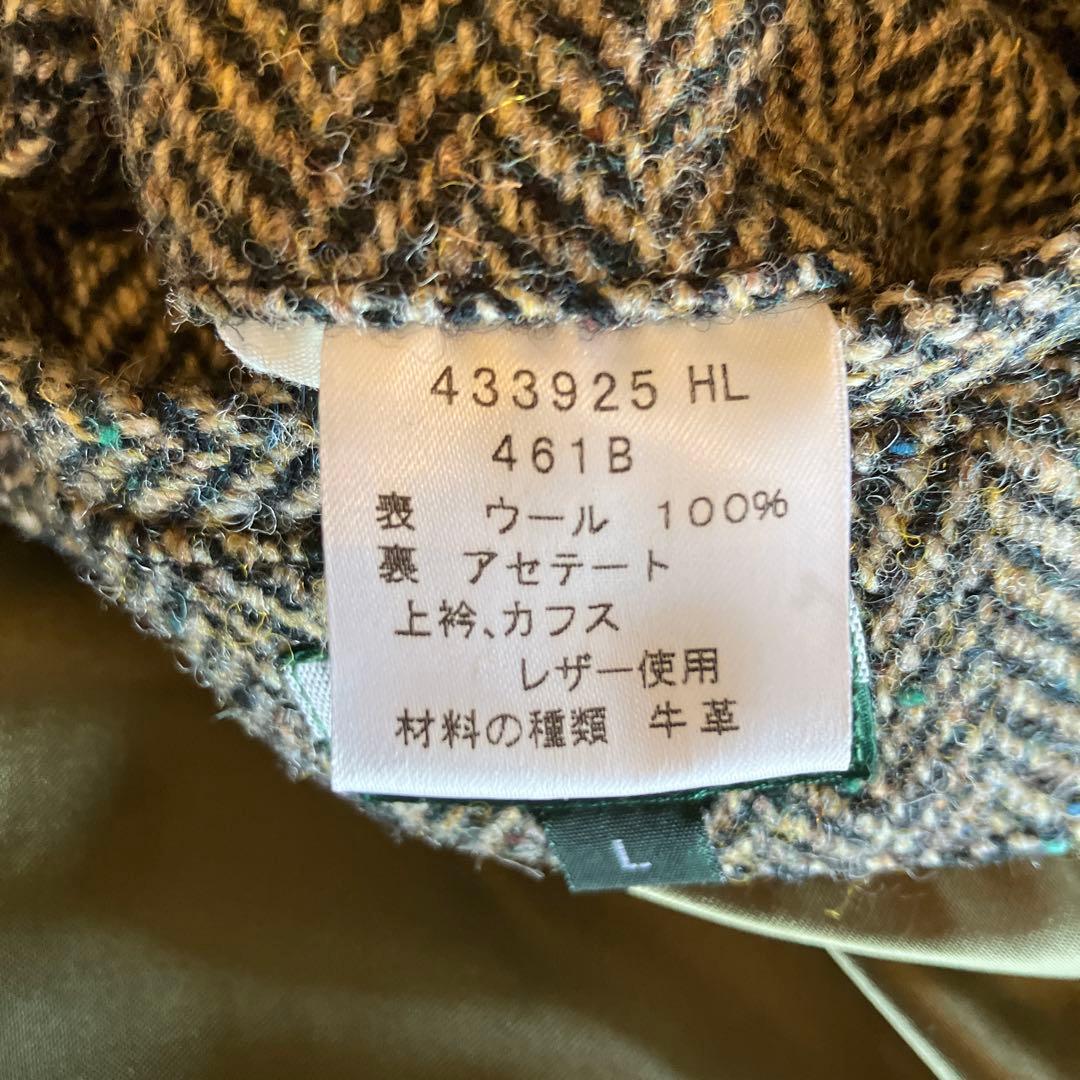 433925 HL
461B
表 ウール 100%
裏 アセテート
上衿、カフス
レザー使用
材料の種類 牛革
L